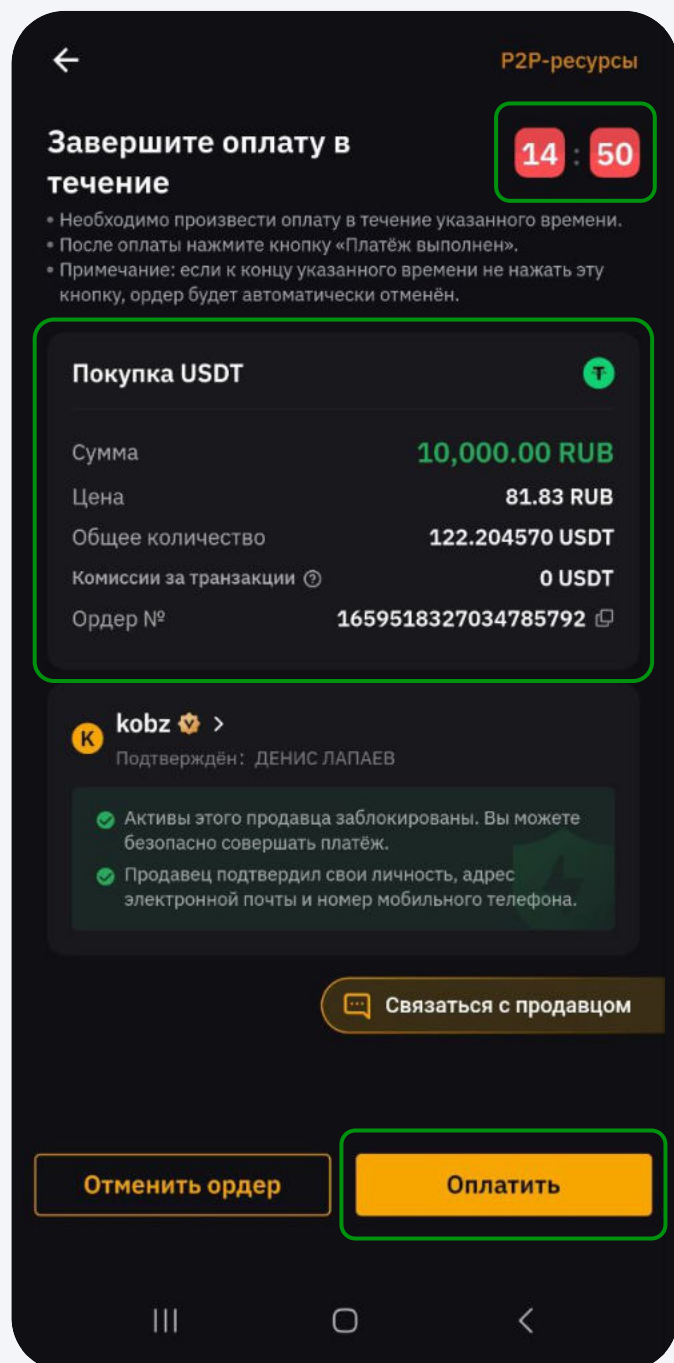 P2P-ресурсы
Завершите оплату в
течение
14 : 50
• Необходимо произвести оплату в течение указанного времени.
• После оплаты нажмите кнопку «Платёж выполнен».
• Примечание: если к концу указанного времени не нажать эту
кнопку, ордер будет автоматически отменён.
Покупка USDT
Сумма 10,000.00 RUB
Цена 81.83 RUB
Общее количество 122.204570 USDT
Комиссии за транзакции 0 USDT
Ордер № 1659518327034785792
K
kobz >
Подтверждён: ДЕНИС ЛАПАЕВ
Активы этого продавца заблокированы. Вы можете
безопасно совершать платёж.
Продавец подтвердил свои личность, адрес
электронной почты и номер мобильного телефона.
Связаться с продавцом
Отменить ордер
Оплатить